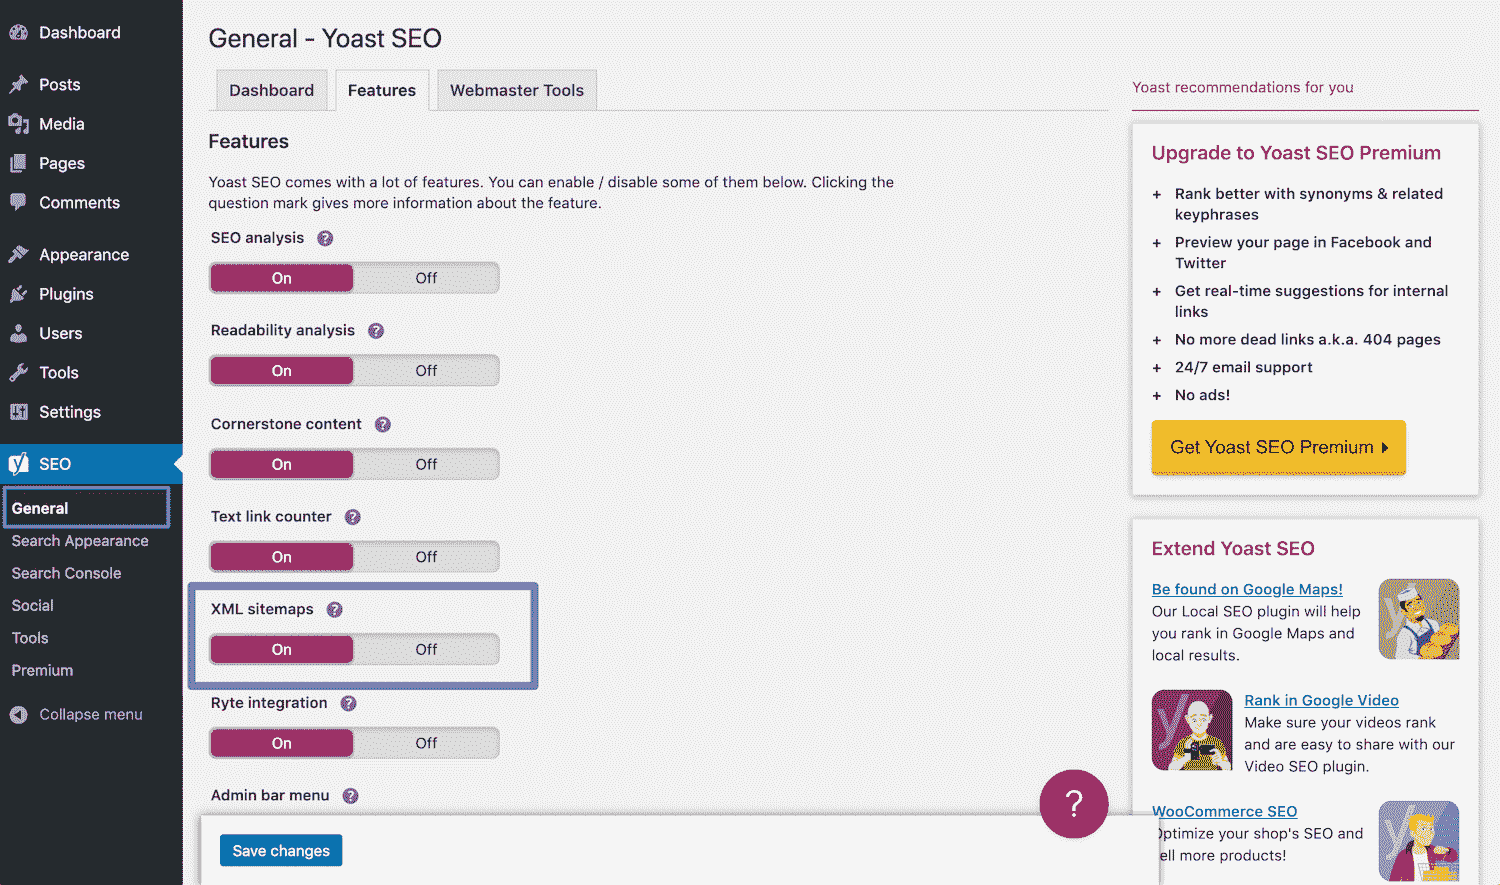 Dashboard
Posts
Media
Pages
Comments
Appearance
Plugins
Users
Tools
Settings
SEO
General
Search Appearance
Search Console
Social
Tools
Premium
Collapse menu
General - Yoast SEO
Dashboard
Features
Webmaster Tools
Features
Yoast SEO comes with a lot of features. You can enable / disable some of them below. Clicking the
question mark gives more information about the feature.
SEO analysis ?
On Off
Readability analysis ?
On Off
Cornerstone content ?
On Off
Text link counter ?
On Off
XML sitemaps ?
On Off
Ryte integration ?
On Off
Admin bar menu ?
Save changes
?
Yoast recommendations for you
Upgrade to Yoast SEO Premium
+ Rank better with synonyms & related
keyphrases
+ Preview your page in Facebook and
Twitter
+ Get real-time suggestions for internal
links
+ No more dead links a.k.a. 404 pages
+ 24/7 email support
+ No ads!
Get Yoast SEO Premium
Extend Yoast SEO
Be found on Google Maps!
Our Local SEO plugin will help
you rank in Google Maps and
local results.
Rank in Google Video
Make sure your videos rank
and are easy to share with our
Video SEO plugin.
WooCommerce SEO
Optimize your shop's SEO and
ell more products!